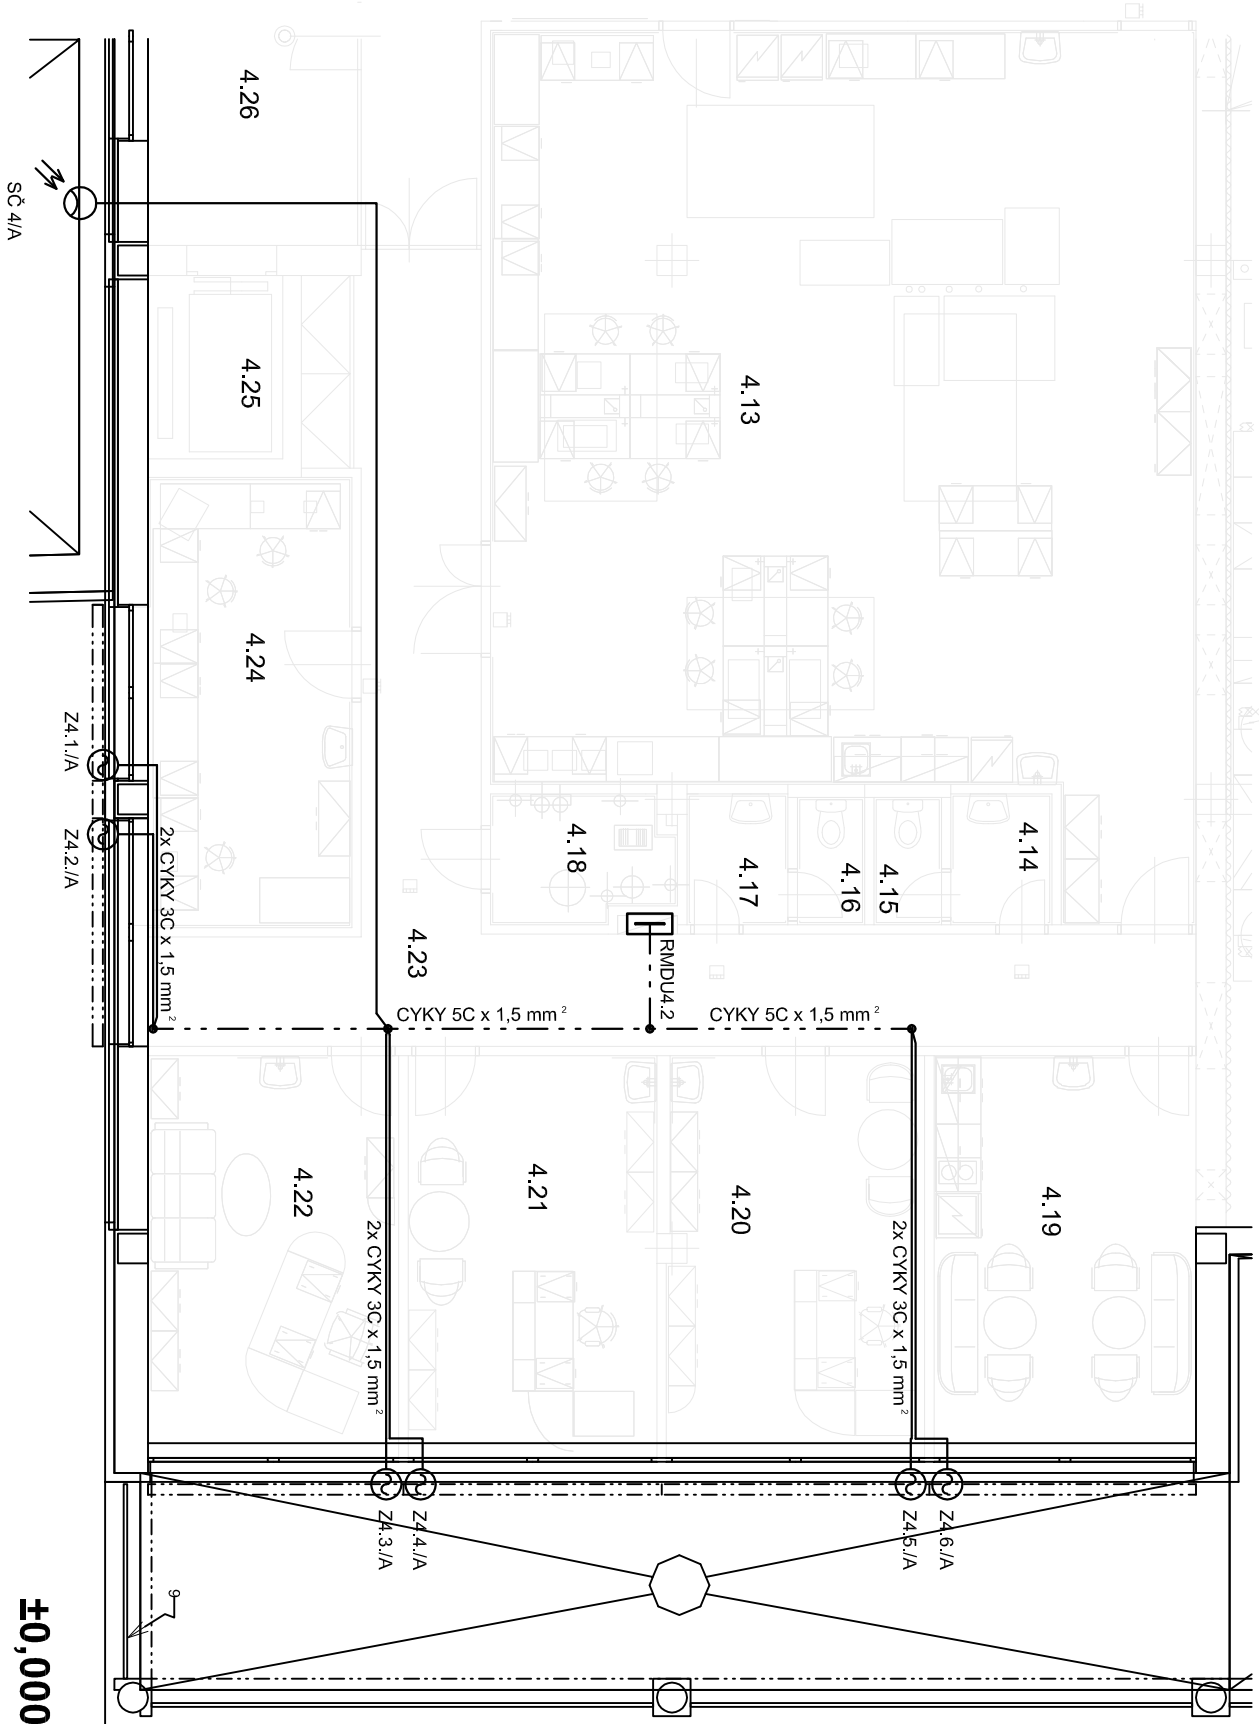 4.26
SČ 4/A
4.25
4.13
4.24
Z4.1./A
Z4.2./A
2x CYKY 3C x 1,5 mm²
4.18
4.17
4.16
4.15
4.14
4.23
RMDU4.2
CYKY 5C x 1,5 mm²
CYKY 5C x 1,5 mm²
4.22
4.21
4.20
4.19
2x CYKY 3C x 1,5 mm²
2x CYKY 3C x 1,5 mm²
Z4.3./A
Z4.4./A
Z4.5./A
Z4.6./A
9
±0,000